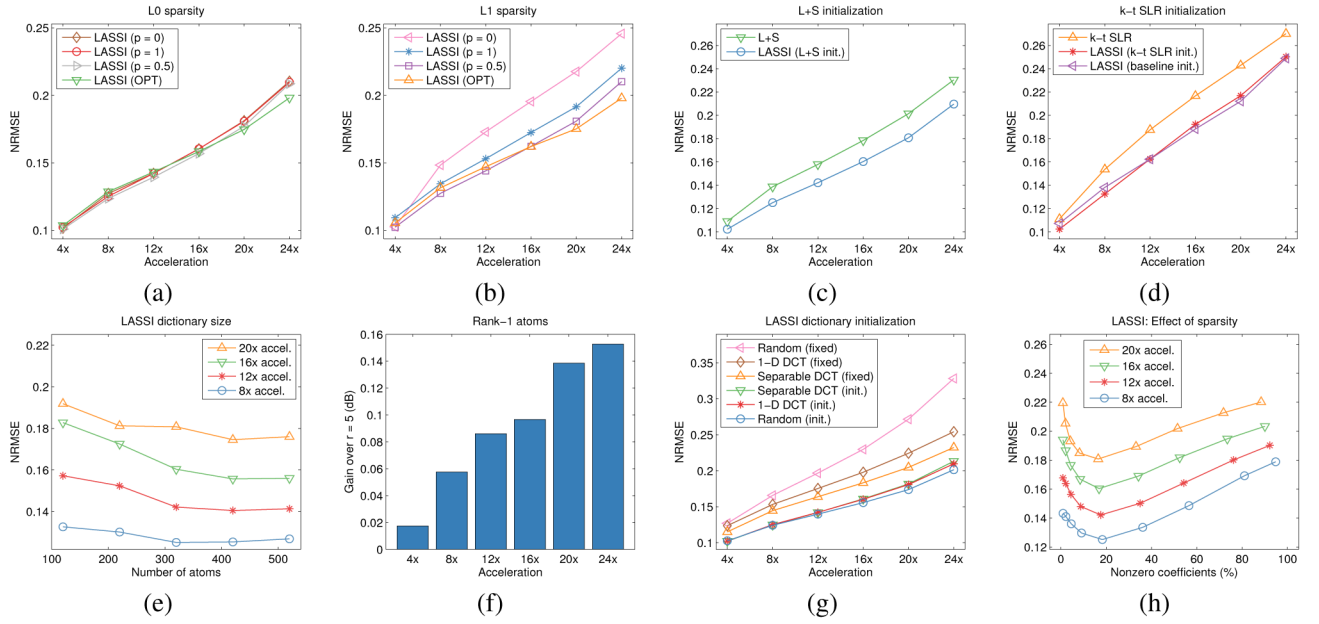 L0 sparsity
LASSI (p = 0)
LASSI (p = 1)
LASSI (p = 0.5)
LASSI (OPT)
NRMSE
0.2
0.15
0.1
4x 8x 12x 16x 20x 24x
Acceleration
(a)
L1 sparsity
LASSI (p = 0)
LASSI (p = 1)
LASSI (p = 0.5)
LASSI (OPT)
NRMSE
0.25
0.2
0.15
0.1
4x 8x 12x 16x 20x 24x
Acceleration
(b)
L+S initialization
L+S
LASSI (L+S init.)
NRMSE
0.26
0.24
0.22
0.2
0.18
0.16
0.14
0.12
0.1
4x 8x 12x 16x 20x 24x
Acceleration
(c)
k−t SLR initialization
k−t SLR
LASSI (k−t SLR init.)
LASSI (baseline init.)
NRMSE
0.26
0.24
0.22
0.2
0.18
0.16
0.14
0.12
0.1
4x 8x 12x 16x 20x 24x
Acceleration
(d)
LASSI dictionary size
20x accel.
16x accel.
12x accel.
8x accel.
NRMSE
0.22
0.2
0.18
0.16
0.14
100 200 300 400 500
Number of atoms
(e)
Rank−1 atoms
Gain over r = 5 (dB)
0.16
0.14
0.12
0.1
0.08
0.06
0.04
0.02
0
4x 8x 12x 16x 20x 24x
Acceleration
(f)
LASSI dictionary initialization
Random (fixed)
1−D DCT (fixed)
Separable DCT (fixed)
Separable DCT (init.)
1−D DCT (init.)
Random (init.)
NRMSE
0.35
0.3
0.25
0.2
0.15
0.1
4x 8x 12x 16x 20x 24x
Acceleration
(g)
LASSI: Effect of sparsity
20x accel.
16x accel.
12x accel.
8x accel.
NRMSE
0.26
0.24
0.22
0.2
0.18
0.16
0.14
0.12
0 20 40 60 80 100
Nonzero coefficients (%)
(h)